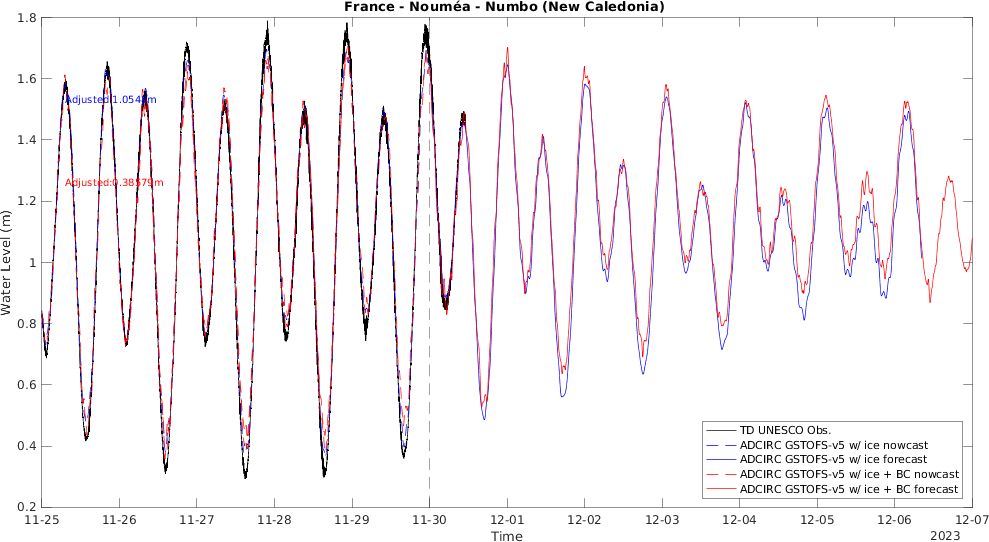 France - Nouméa - Numbo (New Caledonia)
Water Level (m)
1.8
1.6
1.4
1.2
1
0.8
0.6
0.4
0.2
Adjusted:0.38579m
TD UNESCO Obs.
ADCIRC GSTOFS-v5 w/ ice nowcast
ADCIRC GSTOFS-v5 w/ ice forecast
ADCIRC GSTOFS-v5 w/ ice + BC nowcast
ADCIRC GSTOFS-v5 w/ ice + BC forecast
11-25 11-26 11-27 11-28 11-29 11-30 12-01 12-02 12-03 12-04 12-05 12-06 12-07
Time
2023